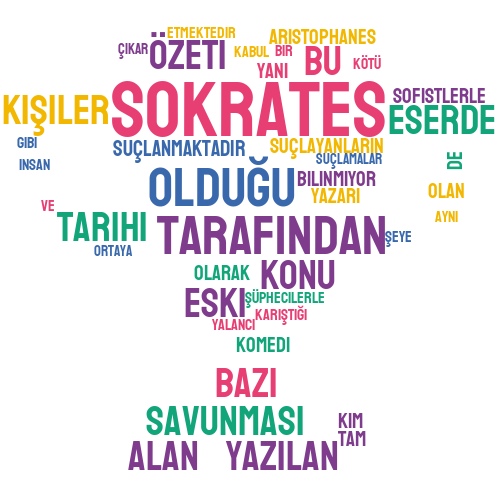 ETMEKTEDIR
ARISTOPHANES
ÇIKAR ÖZETI KABUL BIR BU
YANI KÖTÜ
KIŞILER SOKRATES SOFISTLERLE
ESERDE
GIBI SUÇLANMAKTADIR SUÇLAYANLARIN
INSAN SUÇLAMALAR DE
OLDUĞU BILINMIYOR
YAZARI OLAN
VE TARIHI TARAFINDAN AYNI
ORTAYA ŞEYE
OLARAK KONU
ESKI ŞÜPHECILERLE
YALANCI KARIŞTIĞI
KOMEDI
BAZI
SAVUNMASI KIM
TAM
ALAN YAZILAN